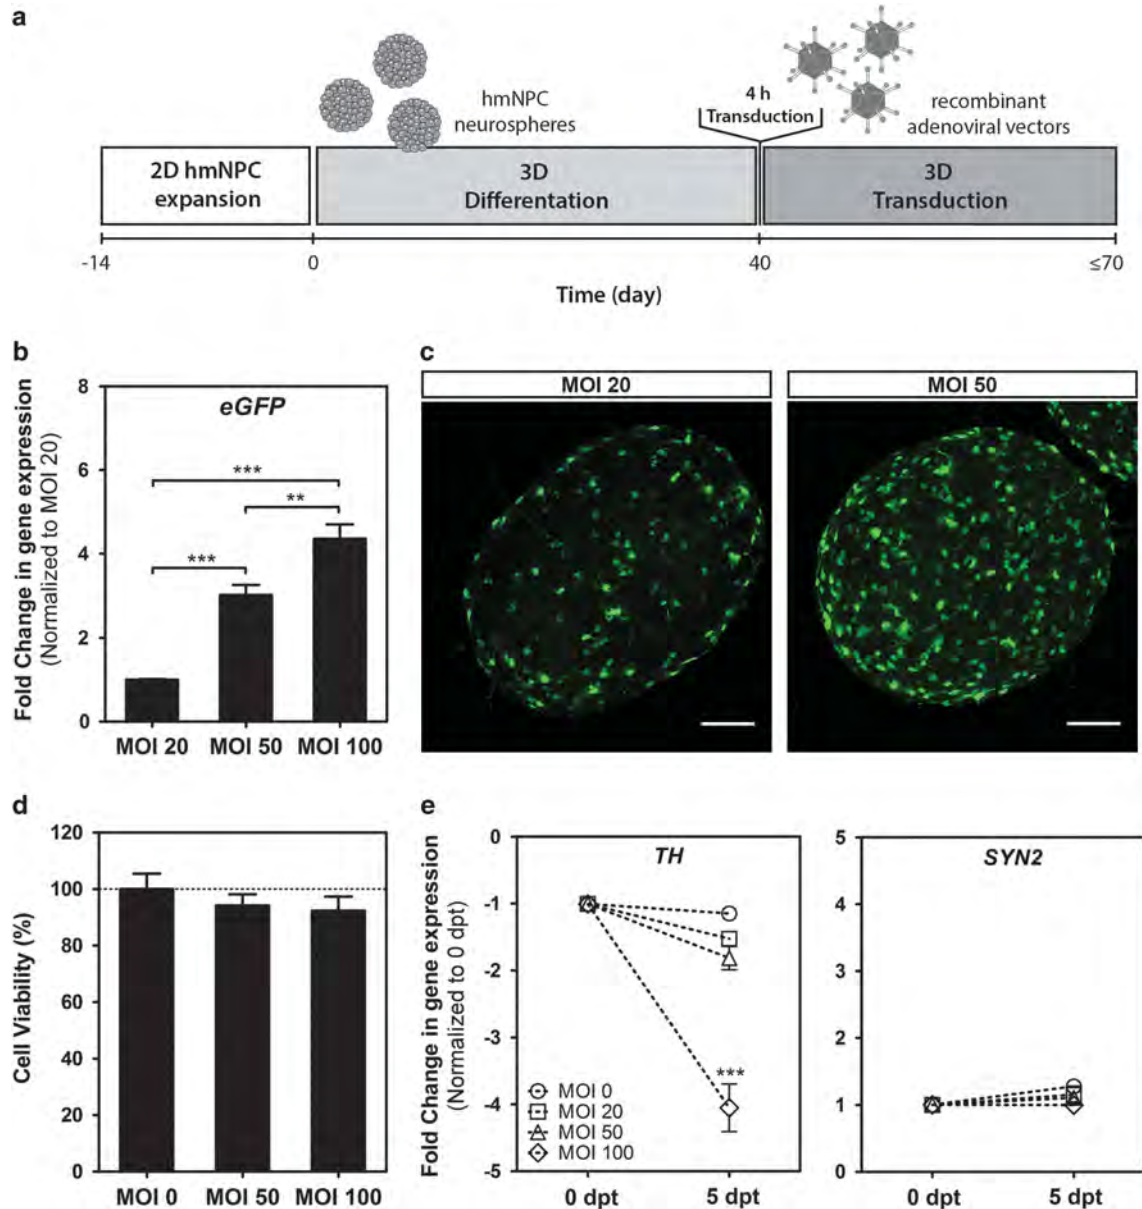 a
hmNPC
neurospheres
4 h
Transduction
recombinant
adenoviral vectors
2D hmNPC
expansion
3D
Differentation
3D
Transduction
-14
0
40
≤70
Time (day)
b
Fold Change in gene expression
(Normalized to MOI 20)
eGFP
8
6
4
2
0
***
**
***
MOI 20
MOI 50
MOI 100
c
MOI 20
MOI 50
d
Cell Viability (%)
120
100
80
60
40
20
0
MOI 0
MOI 50
MOI 100
e
Fold Change in gene expression
(Normalized to 0 dpt)
TH
0
-1
-2
-3
-4
-5
***
MOI 0
MOI 20
MOI 50
MOI 100
0 dpt
5 dpt
SYN2
5
4
3
2
1
0
0 dpt
5 dpt